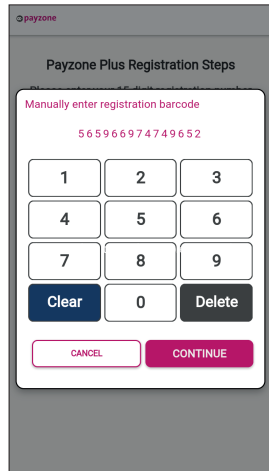 payzone
Payzone Plus Registration Steps
Manually enter registration barcode
565966974749652
1 2 3
4 5 6
7 8 9
Clear 0 Delete
CANCEL CONTINUE